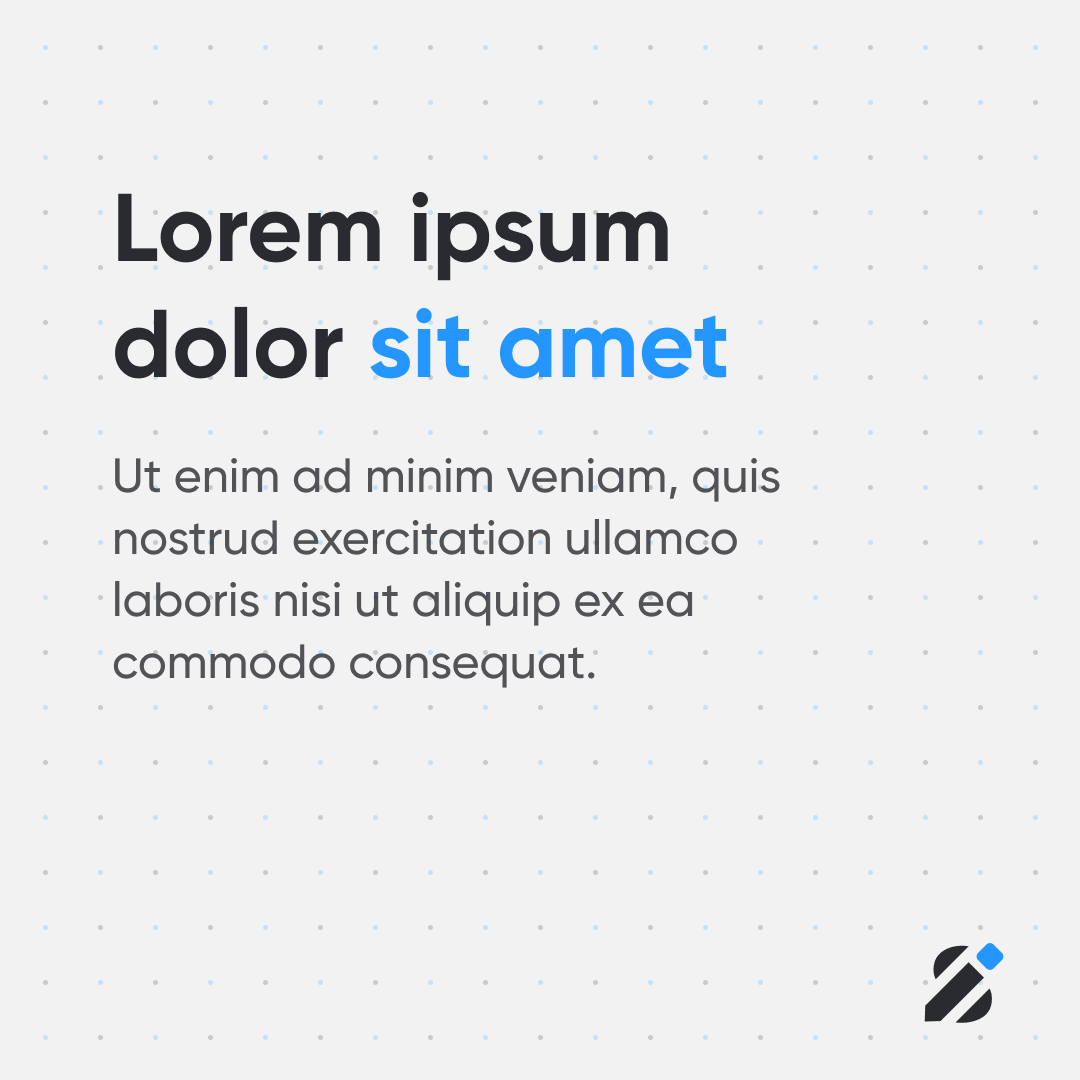 Lorem ipsum
dolor sit amet
Ut enim ad minim veniam, quis
nostrud exercitation ullamco
laboris nisi ut aliquip ex ea
commodo consequat.